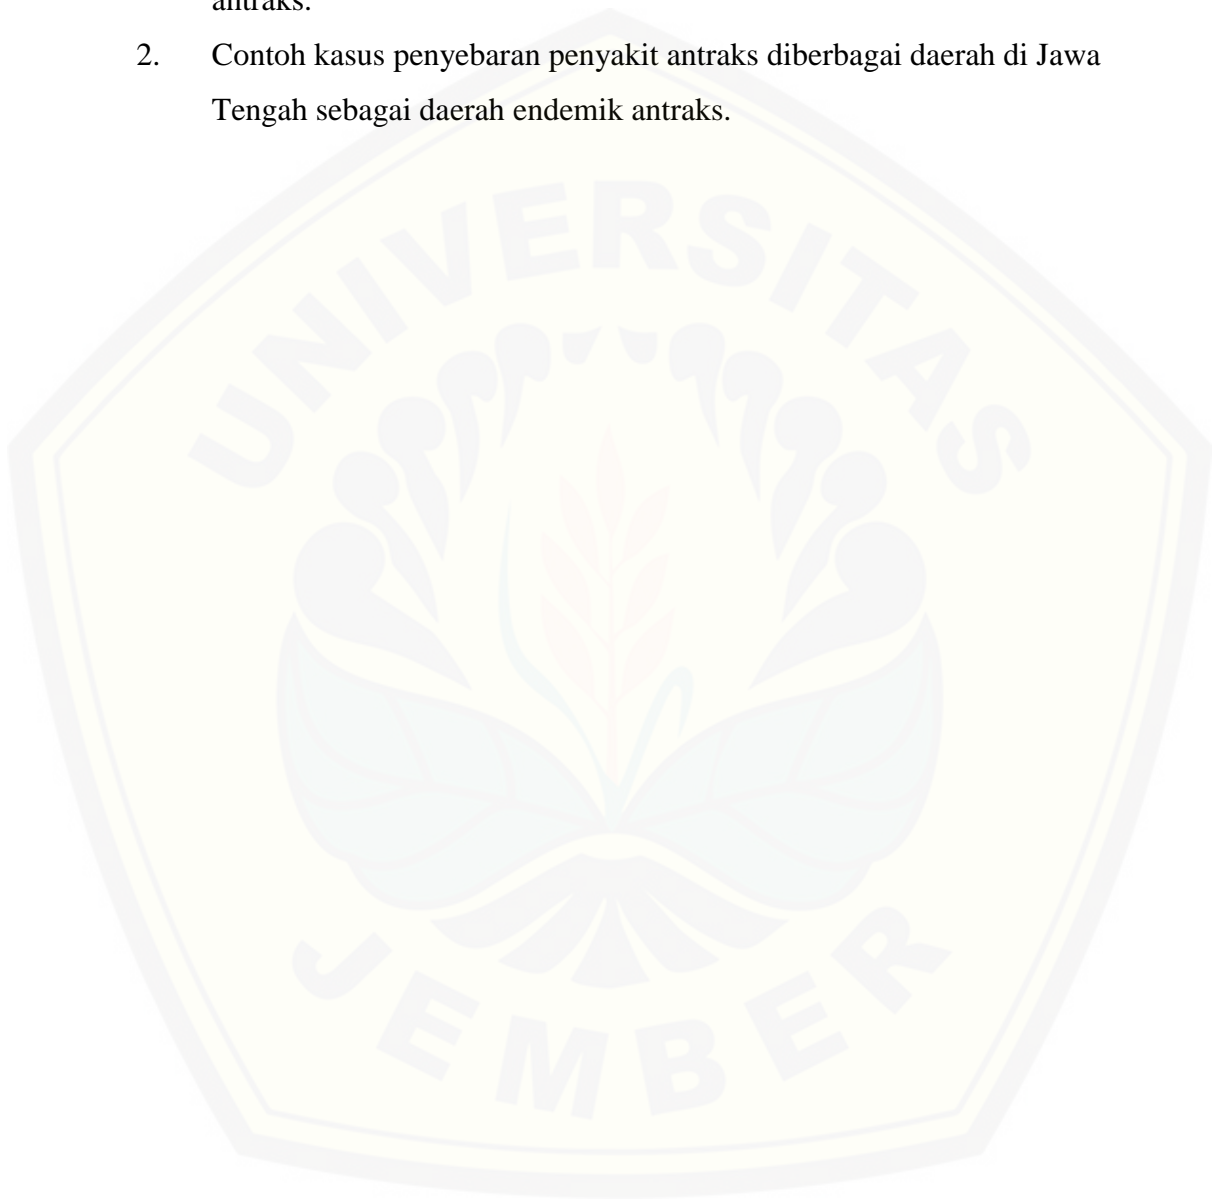 antraks.
2. Contoh kasus penyebaran penyakit antraks diberbagai daerah di Jawa
Tengah sebagai daerah endemik antraks.
UNIVERSITAS
JEMBER